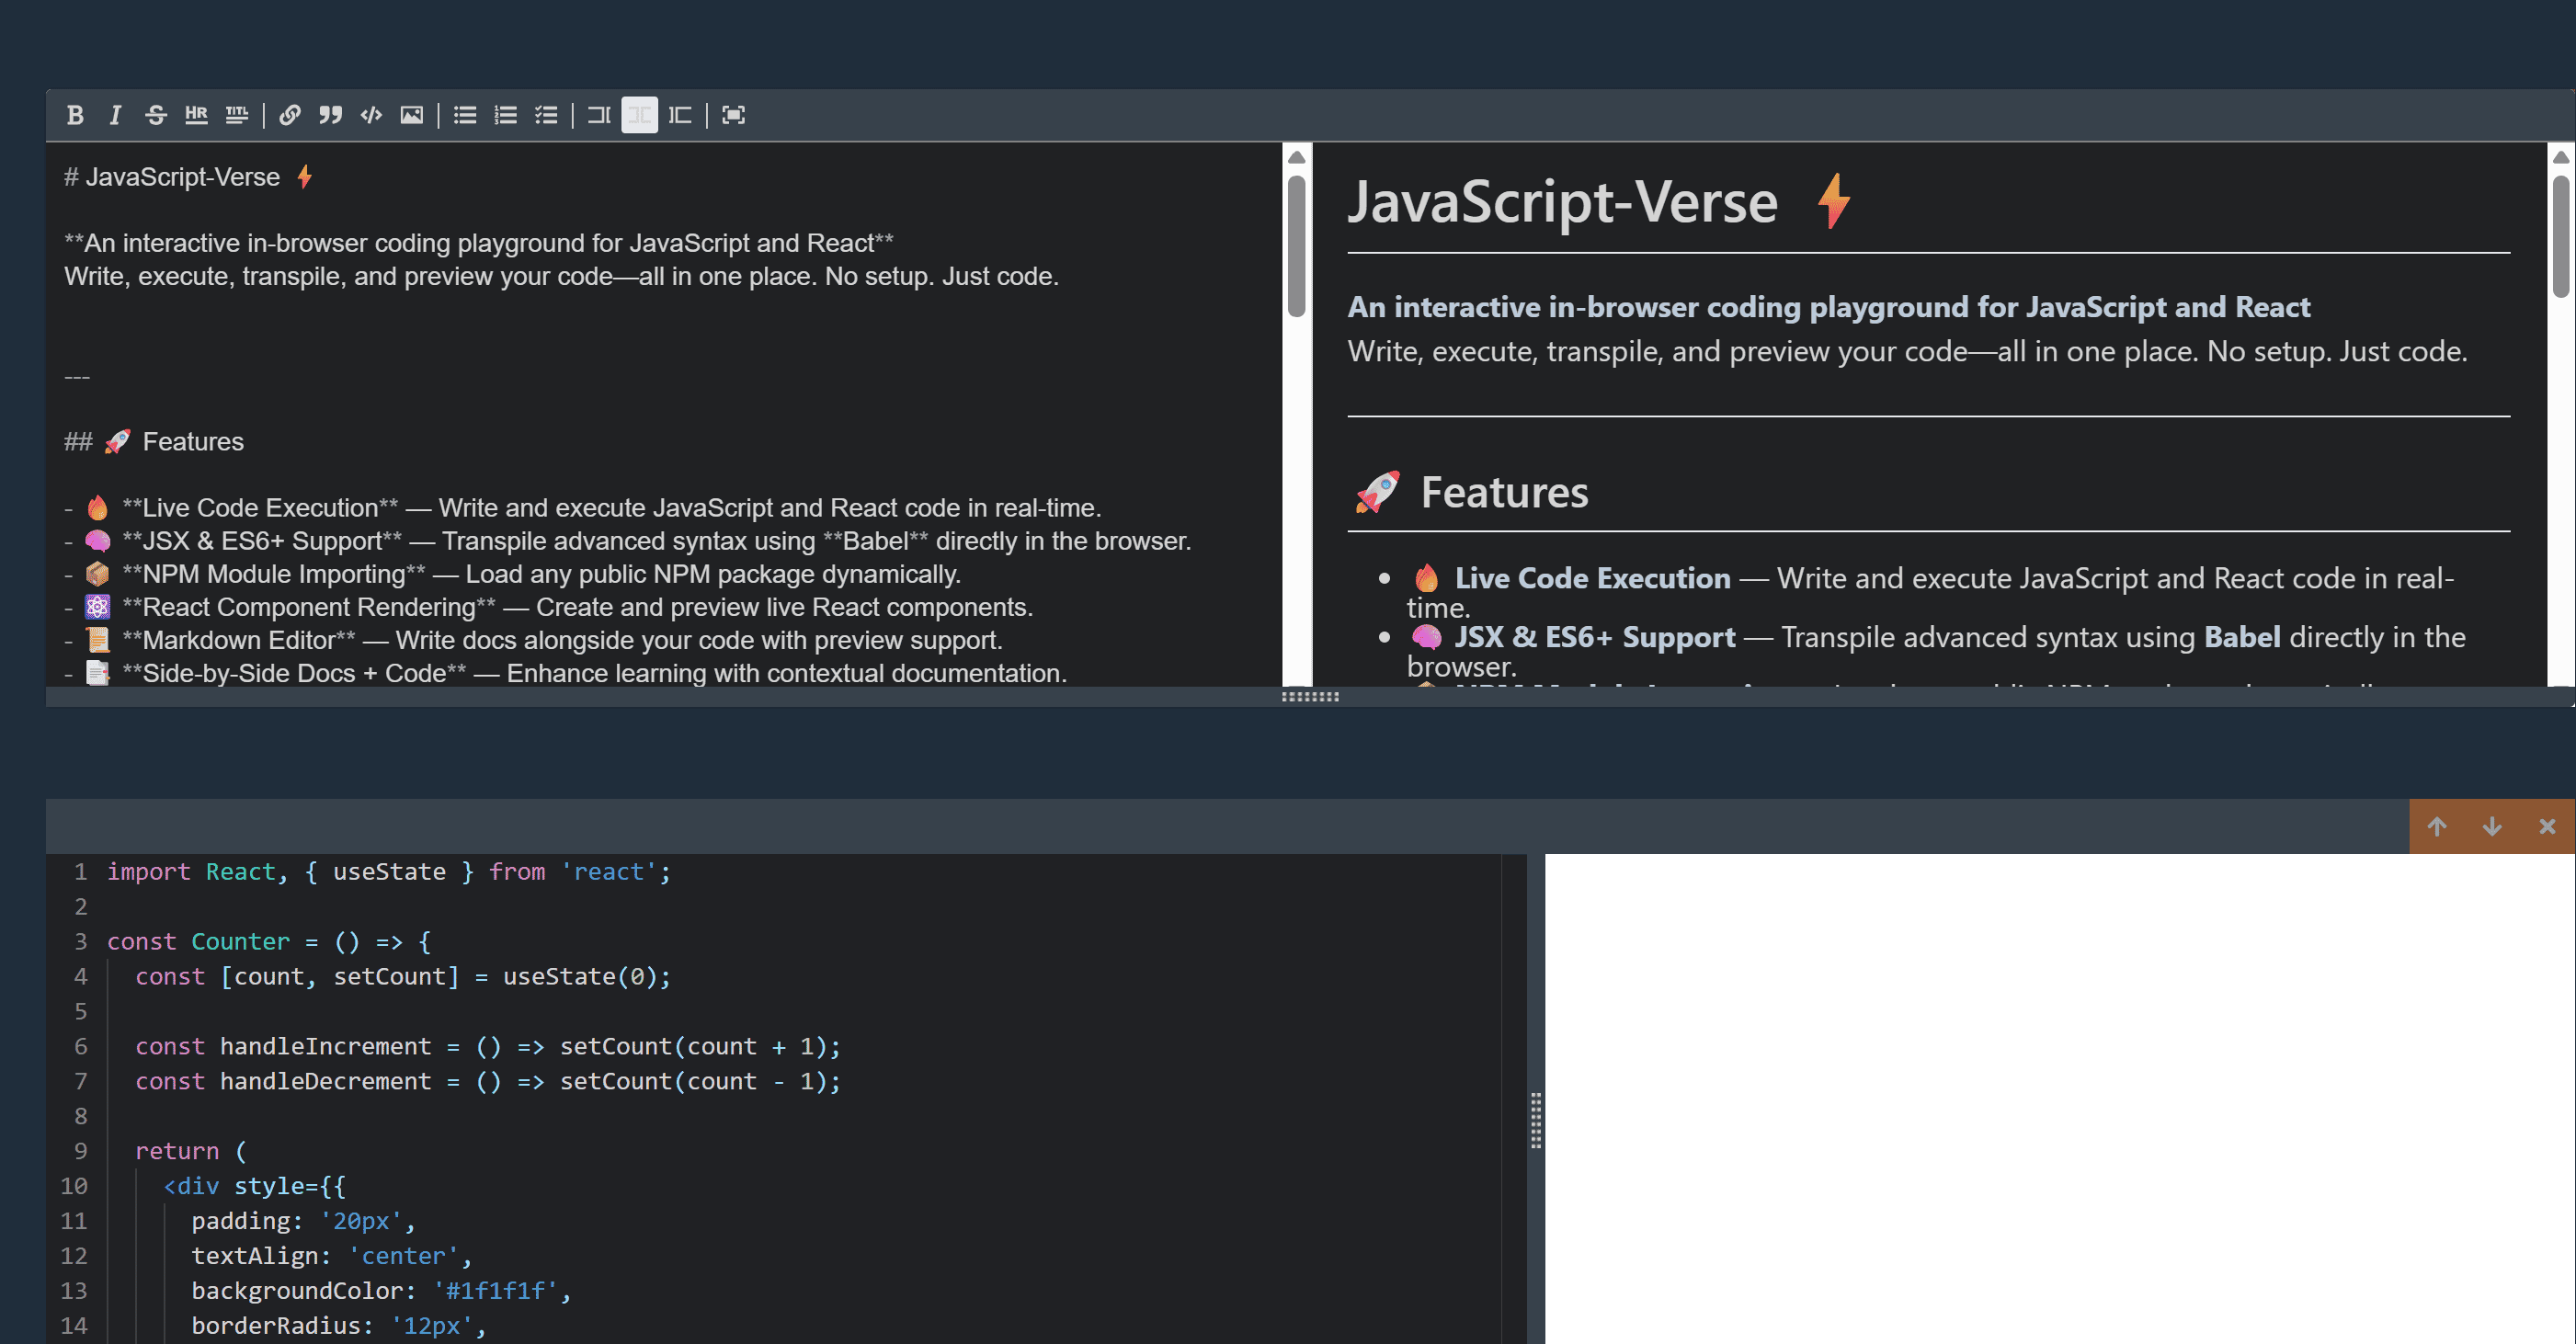 B I S HR TITL
# JavaScript-Verse ⚡
**An interactive in-browser coding playground for JavaScript and React**
Write, execute, transpile, and preview your code—all in one place. No setup. Just code.
---
## 🚀 Features
- 🔥 **Live Code Execution** — Write and execute JavaScript and React code in real-time.
- 🧠 **JSX & ES6+ Support** — Transpile advanced syntax using **Babel** directly in the browser.
- 📦 **NPM Module Importing** — Load any public NPM package dynamically.
- ⚛️ **React Component Rendering** — Create and preview live React components.
- 📜 **Markdown Editor** — Write docs alongside your code with preview support.
- 📑 **Side-by-Side Docs + Code** — Enhance learning with contextual documentation.
JavaScript-Verse ⚡
An interactive in-browser coding playground for JavaScript and React
Write, execute, transpile, and preview your code—all in one place. No setup. Just code.
🚀 Features
• 🔥 Live Code Execution — Write and execute JavaScript and React code in real-
time.
• 🧠 JSX & ES6+ Support — Transpile advanced syntax using Babel directly in the
browser.
1 import React, { useState } from 'react';
2
3 const Counter = () => {
4 const [count, setCount] = useState(0);
5
6 const handleIncrement = () => setCount(count + 1);
7 const handleDecrement = () => setCount(count - 1);
8
9 return (
10 <div style={{
11 padding: '20px',
12 textAlign: 'center',
13 backgroundColor: '#1f1f1f',
14 borderRadius: '12px',